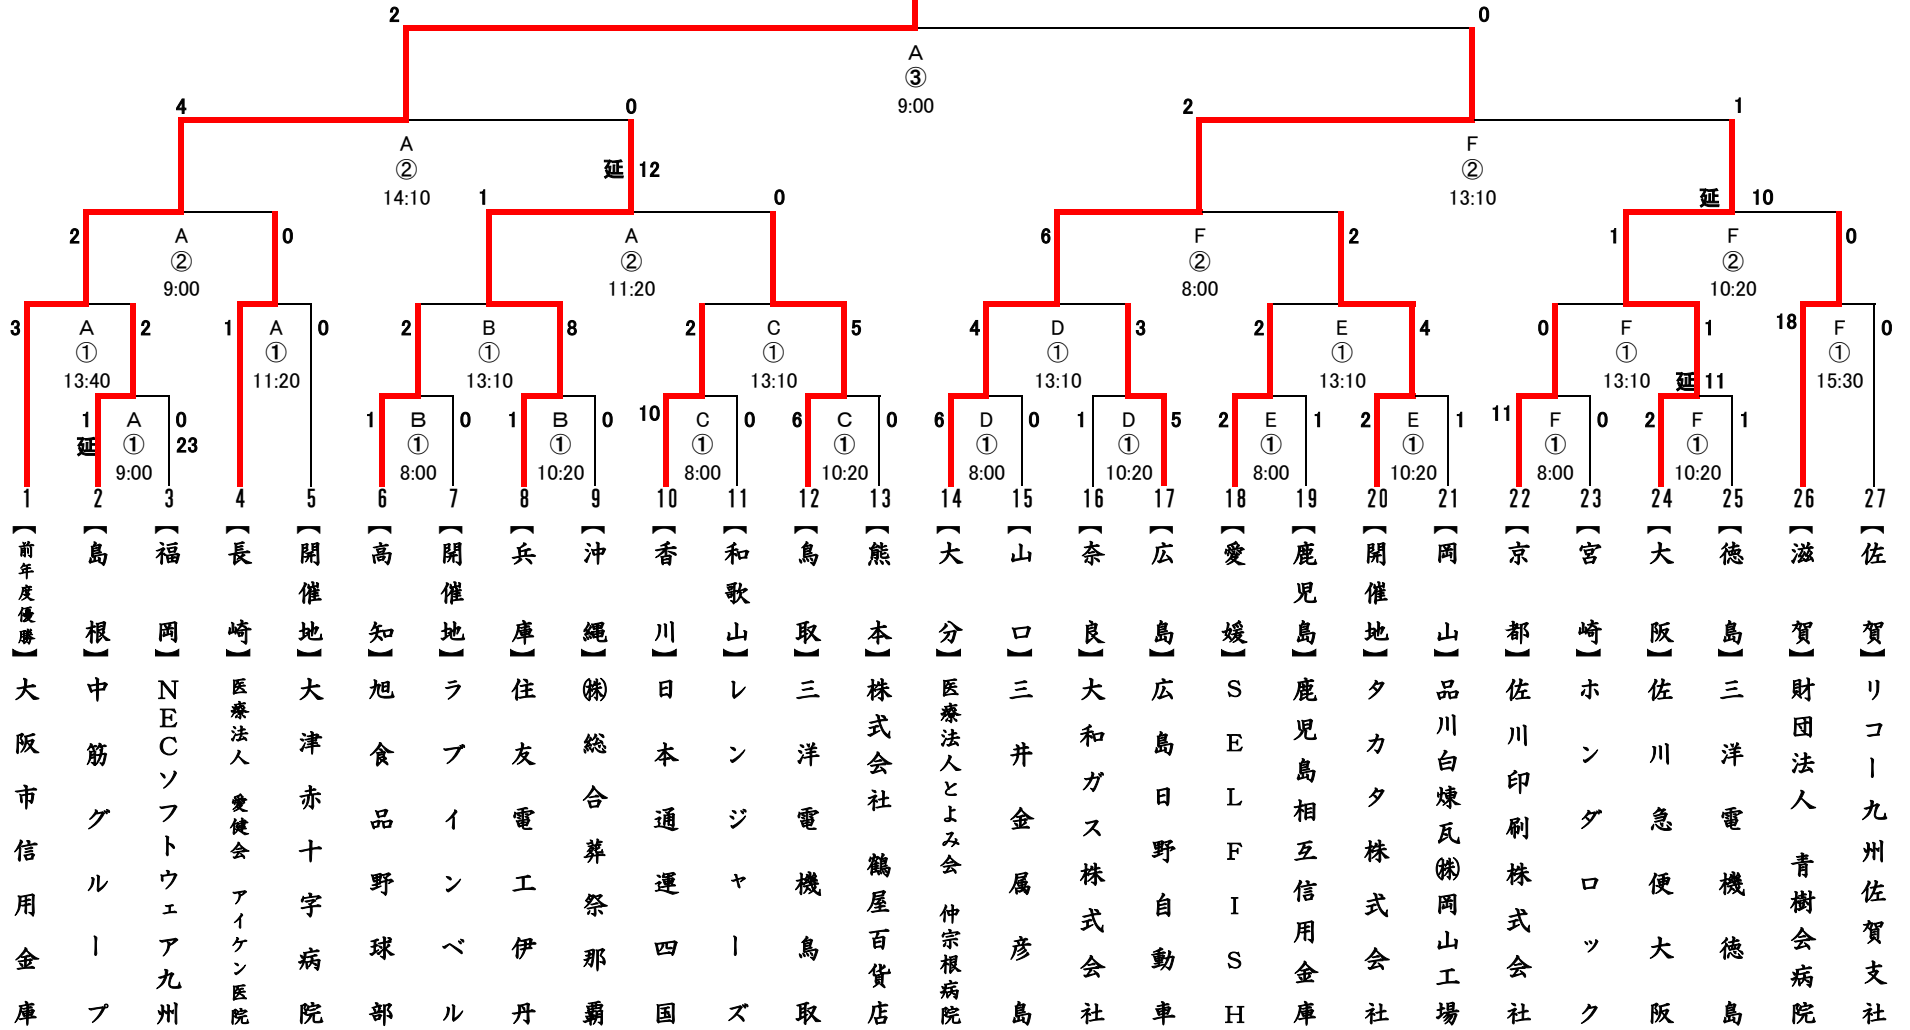 2 0
A
③
9:00
4 0 2 1
A
②
14:10
延 12
F
②
13:10
延 10
1 0
2 0 6 2 1 0
A
②
9:00
A
②
11:20
F
②
8:00
F
②
10:20
3 2
A
①
13:40
1 0
A
①
11:20
2 8
B
①
13:10
2 5
C
①
13:10
4 3
D
①
13:10
2 4
E
①
13:10
0 1
F
①
13:10
18 0
F
①
15:30
1 0
延 23
A
①
9:00
1 0
B
①
8:00
1 0
B
①
10:20
10 0
C
①
8:00
6 0
C
①
10:20
6 0
D
①
8:00
1 5
D
①
10:20
2 1
E
①
8:00
2 1
E
①
10:20
11 0
F
①
8:00
延 11
2 1
F
①
10:20
1【前年度優勝】大阪市信用金庫
2【島根】中筋グループ
3【福岡】NECソフトウェア九州
4【長崎】医療法人 愛健会 アイケン医院
5【開催地】大津赤十字病院
6【高知】旭食品野球部
7【開催地】ラブインベル
8【兵庫】住友電工伊丹
9【沖縄】㈱総合葬祭那覇
10【香川】日本通運四国
11【和歌山】レンジャーズ
12【鳥取】三洋電機鳥取
13【熊本】株式会社 鶴屋百貨店
14【大分】医療法人とよみ会 仲宗根病院
15【山口】三井金属彦島
16【奈良】大和ガス株式会社
17【広島】広島日野自動車
18【愛媛】SELFISH
19【鹿児島】鹿児島相互信用金庫
20【開催地】タカタ株式会社
21【岡山】品川白煉瓦㈱岡山工場
22【京都】佐川印刷株式会社
23【宮崎】ホンダロック
24【大阪】佐川急便大阪
25【徳島】三洋電機徳島
26【滋賀】財団法人 青樹会病院
27【佐賀】リコー九州佐賀支社